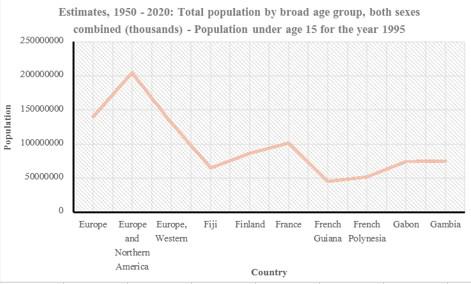 Estimates, 1950 - 2020: Total population by broad age group, both sexes
combined (thousands) - Population under age 15 for the year 1995
250000000
200000000
150000000
100000000
50000000
0
Population
Europe
Europe
and
Northern
America
Europe,
Western
Fiji
Finland
France
French
Guiana
French
Polynesia
Gabon
Gambia
Country